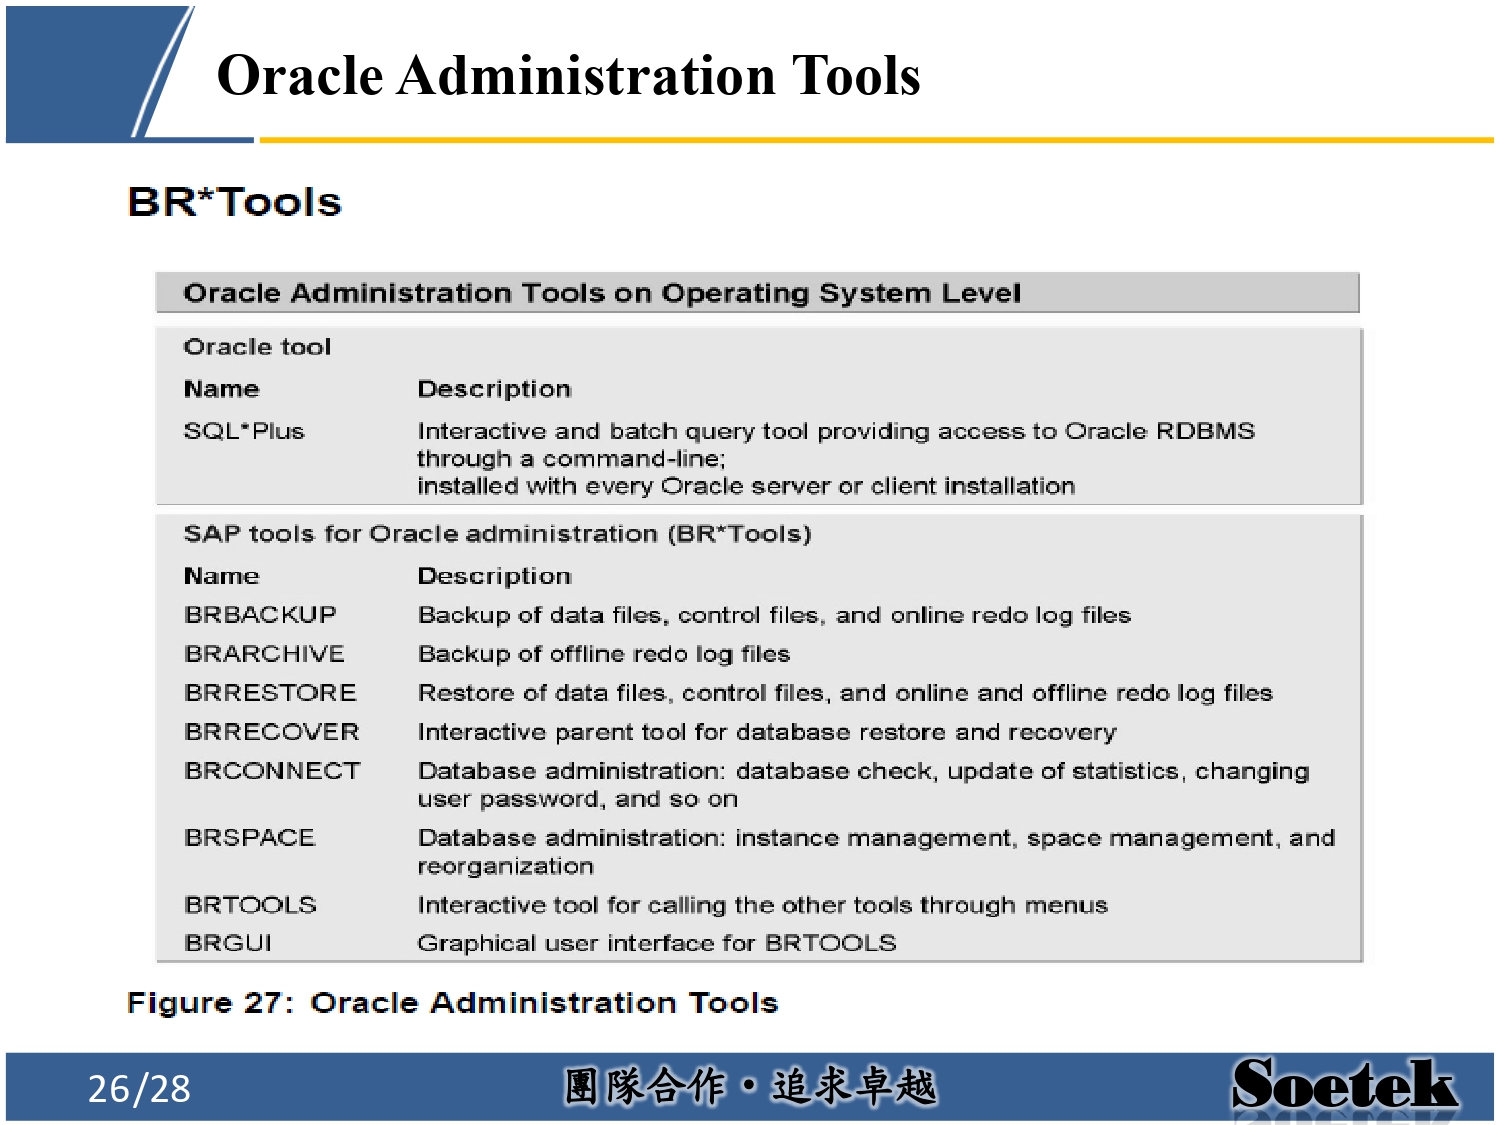 Oracle Administration Tools
BR*Tools
Oracle Administration Tools on Operating System Level
Oracle tool
Name Description
SQL*Plus Interactive and batch query tool providing access to Oracle RDBMS
through a command-line;
installed with every Oracle server or client installation
SAP tools for Oracle administration (BR*Tools)
Name Description
BRBACKUP Backup of data files, control files, and online redo log files
BRARCHIVE Backup of offline redo log files
BRRESTORE Restore of data files, control files, and online and offline redo log files
BRRECOVER Interactive parent tool for database restore and recovery
BRCONNECT Database administration: database check, update of statistics, changing
user password, and so on
BRSPACE Database administration: instance management, space management, and
reorganization
BRTOOLS Interactive tool for calling the other tools through menus
BRGUI Graphical user interface for BRTOOLS
Figure 27: Oracle Administration Tools
26/28 團隊合作・追求卓越 Soetek